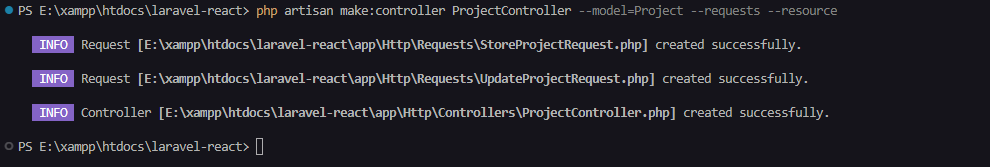 PS E:\xampp\htdocs\laravel-react> php artisan make:controller ProjectController --model=Project --requests --resource
INFO Request [E:\xampp\htdocs\laravel-react\app\Http\Requests\StoreProjectRequest.php] created successfully.
INFO Request [E:\xampp\htdocs\laravel-react\app\Http\Requests\UpdateProjectRequest.php] created successfully.
INFO Controller [E:\xampp\htdocs\laravel-react\app\Http\Controllers\ProjectController.php] created successfully.
PS E:\xampp\htdocs\laravel-react>